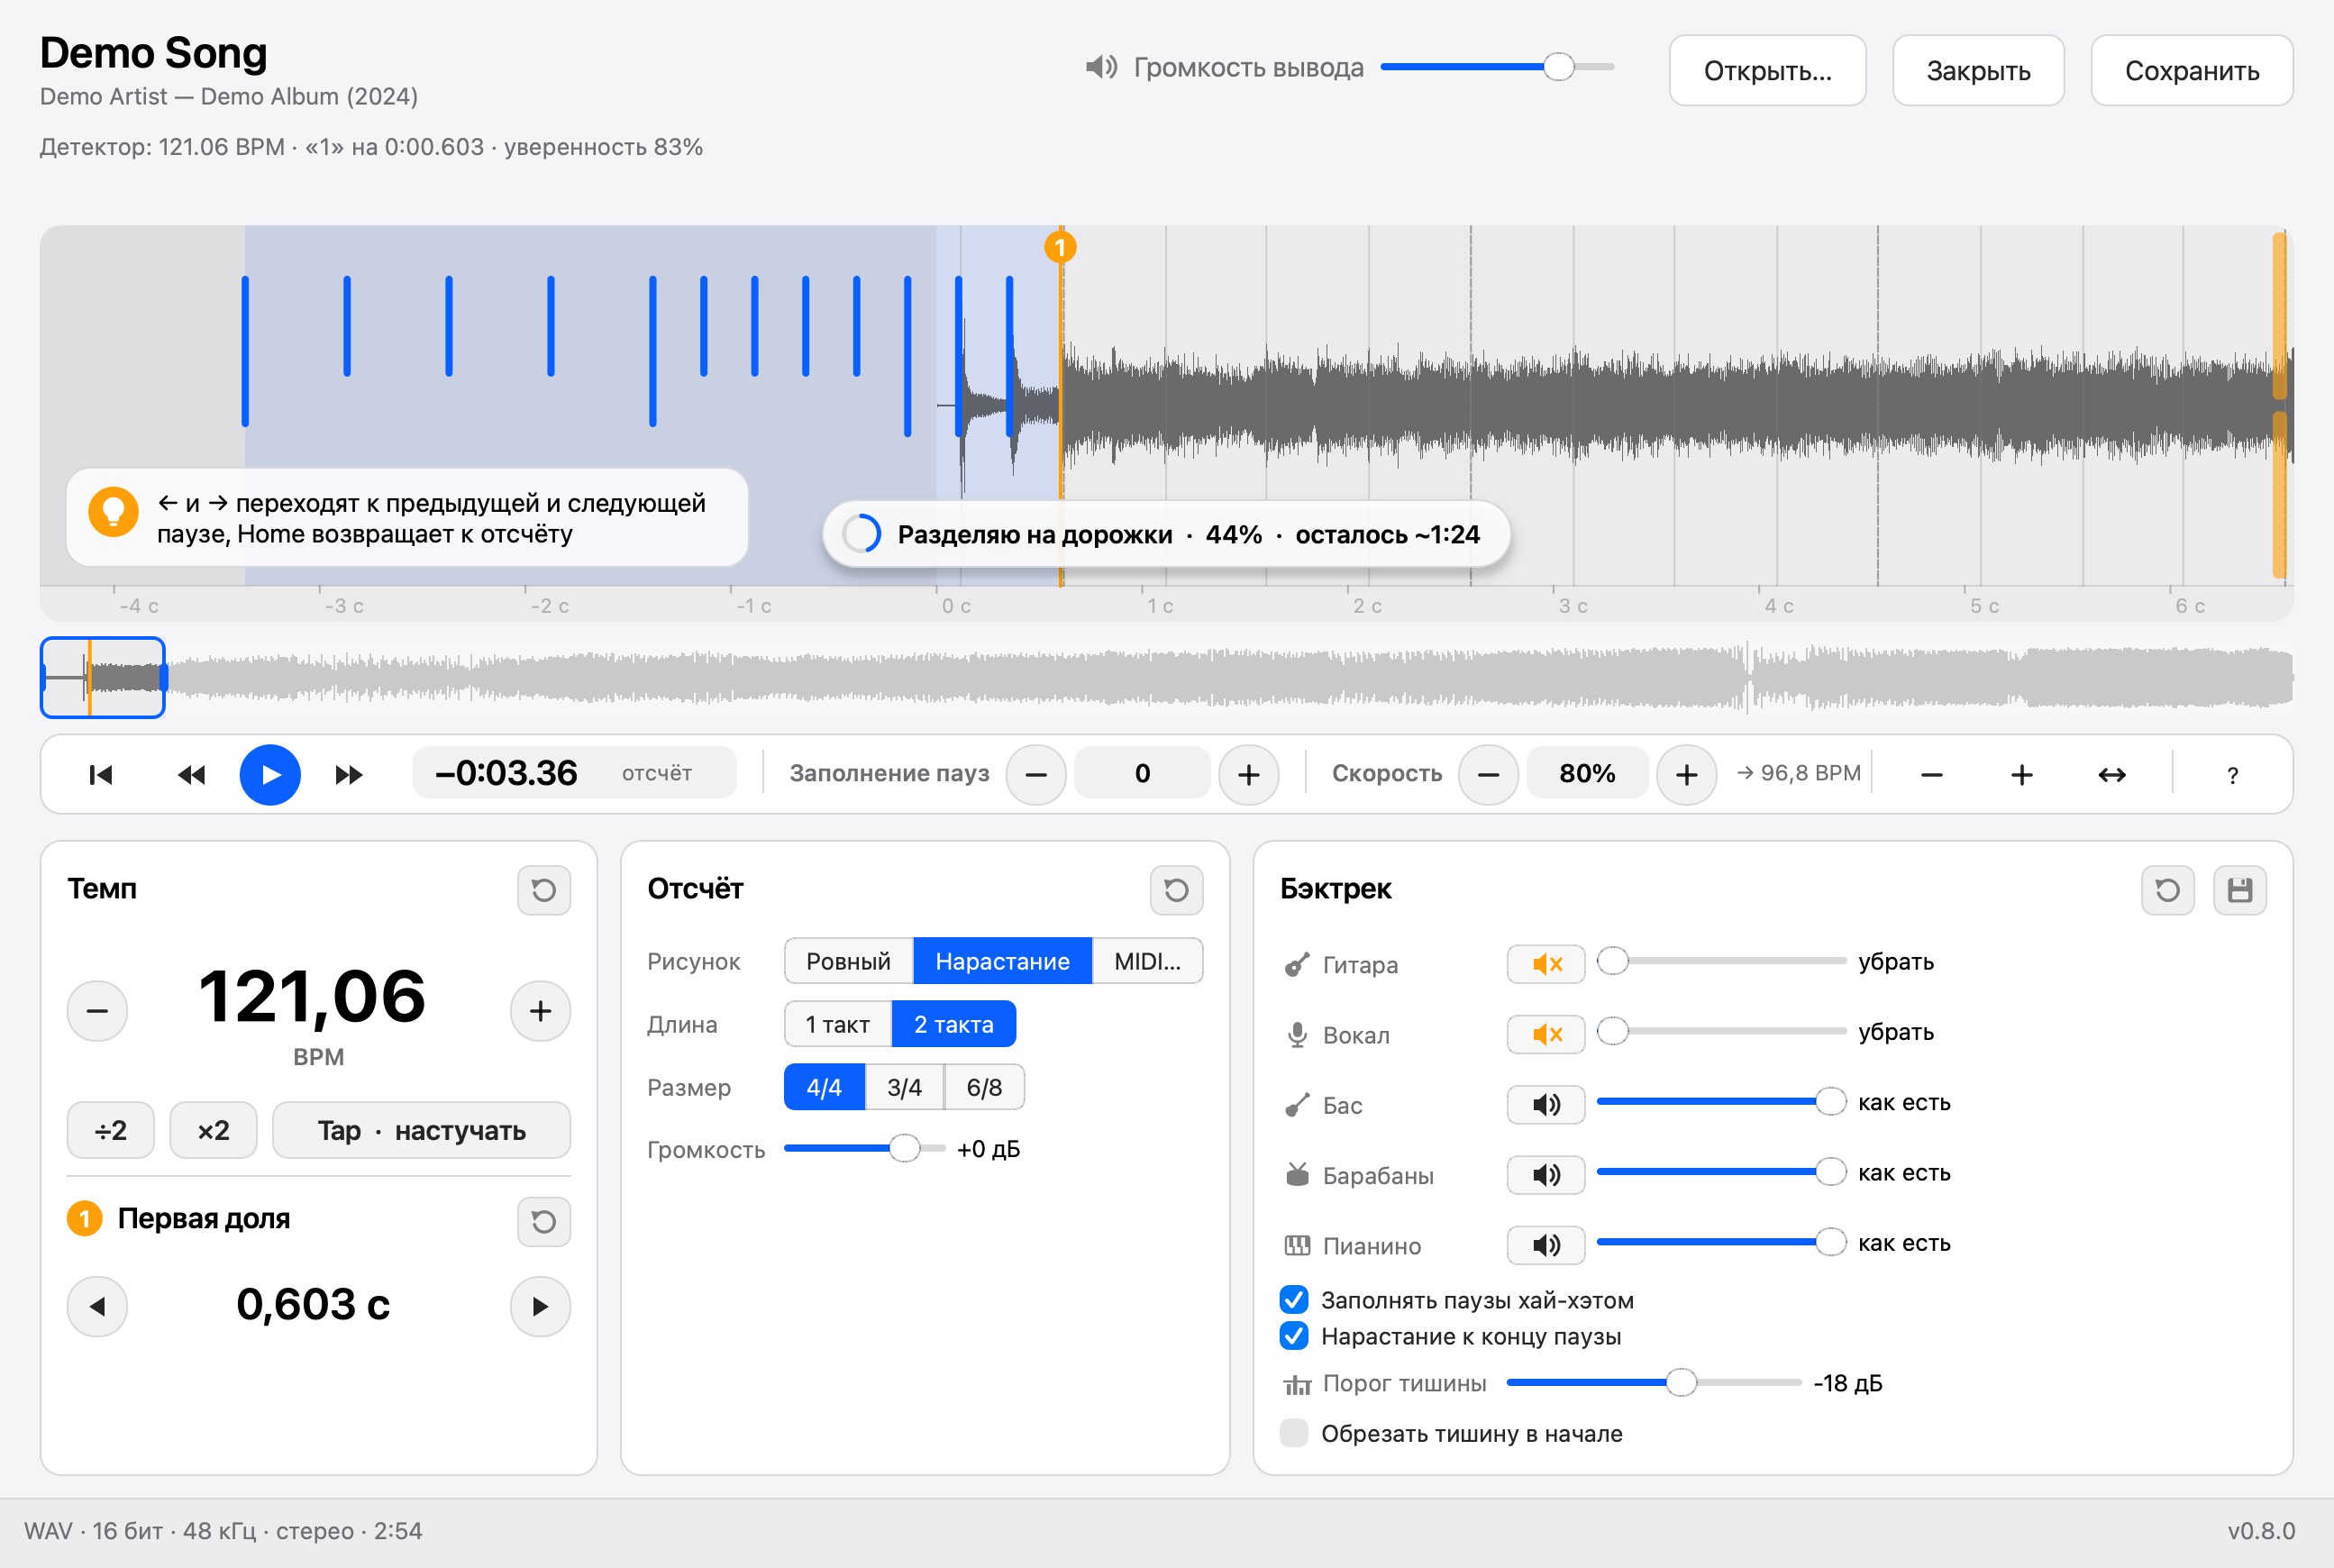 Demo Song
Demo Artist — Demo Album (2024)
Детектор: 121.06 BPM · «1» на 0:00.603 · уверенность 83%
Громкость вывода
Открыть...
Закрыть
Сохранить
1
← и → переходят к предыдущей и следующей
паузе, Home возвращает к отсчёту
Разделяю на дорожки · 44% · осталось ~1:24
-4 с -3 с -2 с -1 с 0 с 1 с 2 с 3 с 4 с 5 с 6 с
−0:03.36 отсчёт
Заполнение пауз − 0 +
Скорость − 80% + → 96,8 BPM
− + ↔ ?
Темп
− 121,06 +
BPM
÷2 ×2 Tap · настучать
1 Первая доля
0,603 с
Отсчёт
Рисунок Ровный Нарастание MIDI...
Длина 1 такт 2 такта
Размер 4/4 3/4 6/8
Громкость +0 дБ
Бэктрек
Гитара убрать
Вокал убрать
Бас как есть
Барабаны как есть
Пианино как есть
Заполнять паузы хай-хэтом
Нарастание к концу паузы
Порог тишины -18 дБ
Обрезать тишину в начале
WAV · 16 бит · 48 кГц · стерео · 2:54
v0.8.0